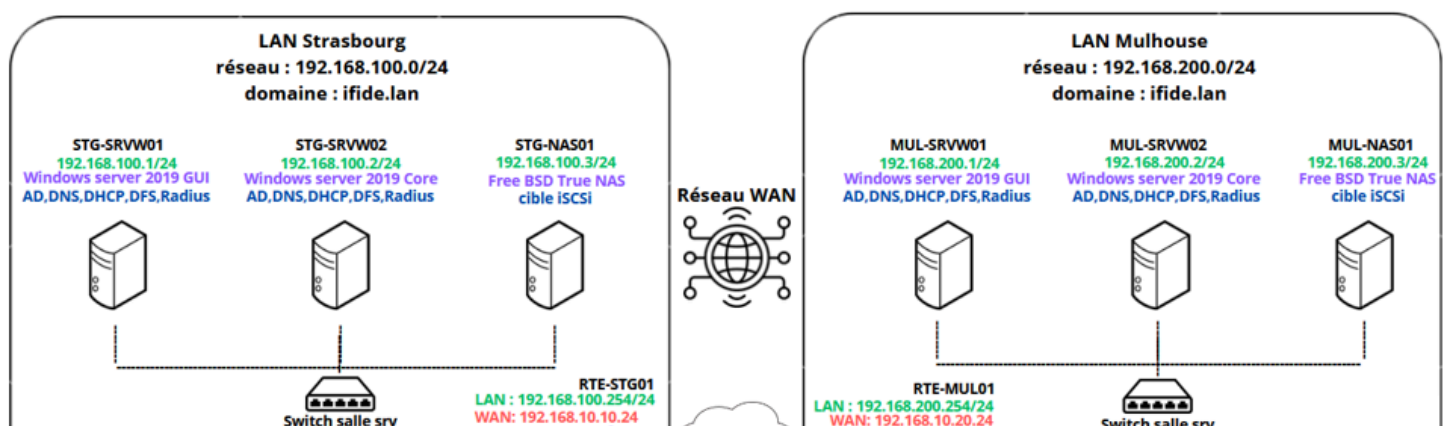 LAN Strasbourg
réseau : 192.168.100.0/24
domaine : ifide.lan
STG-SRVW01
192.168.100.1/24
Windows server 2019 GUI
AD,DNS,DHCP,DFS,Radius
STG-SRVW02
192.168.100.2/24
Windows server 2019 Core
AD,DNS,DHCP,DFS,Radius
STG-NAS01
192.168.100.3/24
Free BSD True NAS
cible iSCSi
Switch salle srv
RTE-STG01
LAN : 192.168.100.254/24
WAN: 192.168.10.10.24
Réseau WAN
LAN Mulhouse
réseau : 192.168.200.0/24
domaine : ifide.lan
MUL-SRVW01
192.168.200.1/24
Windows server 2019 GUI
AD,DNS,DHCP,DFS,Radius
MUL-SRVW02
192.168.200.2/24
Windows server 2019 Core
AD,DNS,DHCP,DFS,Radius
MUL-NAS01
192.168.200.3/24
Free BSD True NAS
cible iSCSi
RTE-MUL01
LAN : 192.168.200.254/24
WAN: 192.168.10.20.24
Switch salle srv